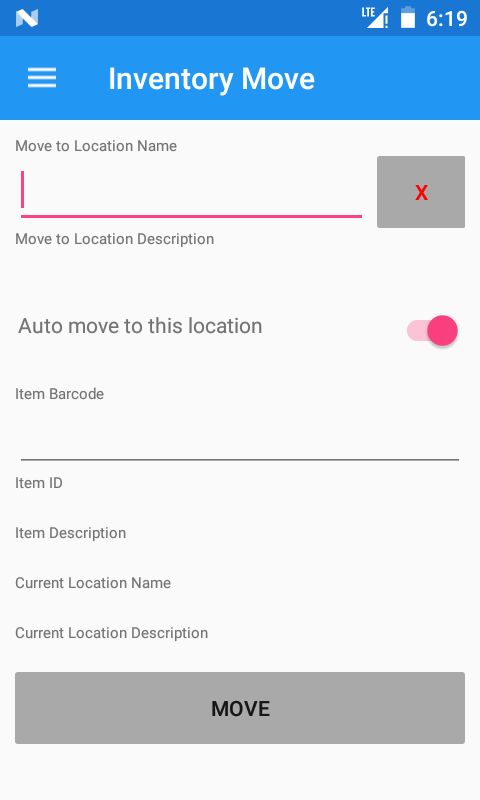 LTE 6:19
Inventory Move
Move to Location Name
X
Move to Location Description
Auto move to this location
Item Barcode
Item ID
Item Description
Current Location Name
Current Location Description
MOVE